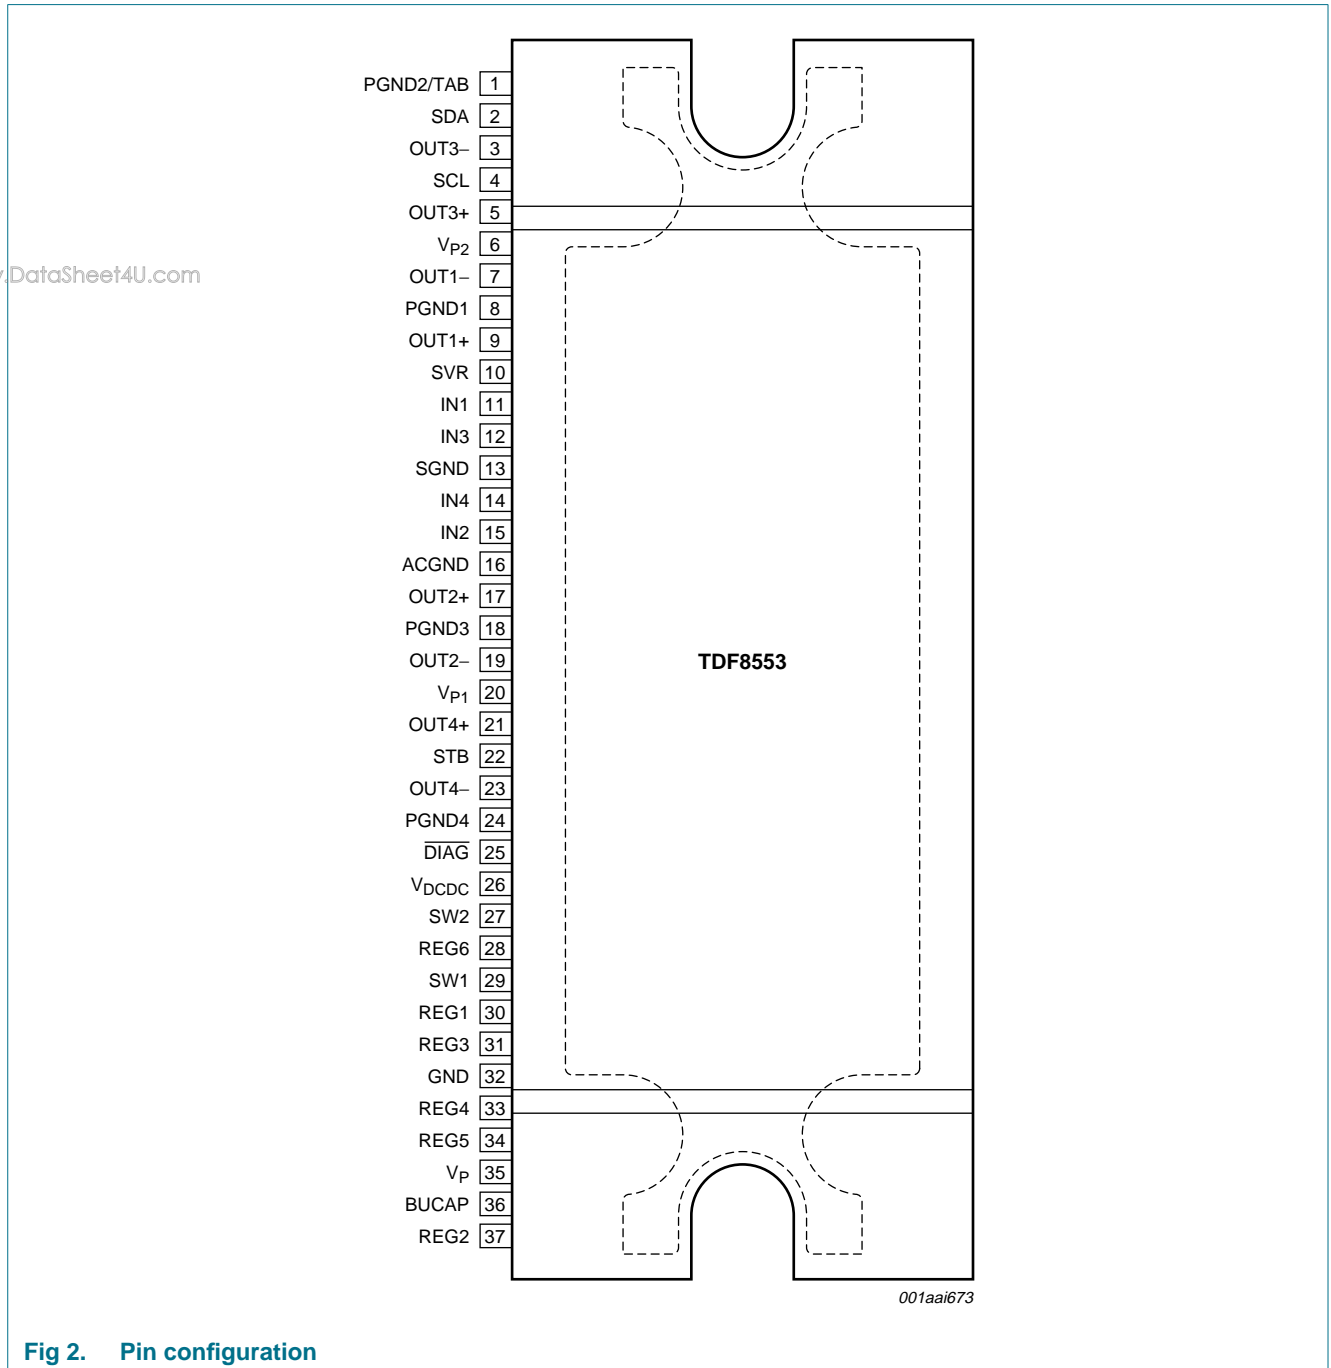 PGND2/TAB 1
SDA 2
OUT3− 3
SCL 4
OUT3+ 5
VP2 6
.DataSheet4U.com
OUT1− 7
PGND1 8
OUT1+ 9
SVR 10
IN1 11
IN3 12
SGND 13
IN4 14
IN2 15
ACGND 16
OUT2+ 17
PGND3 18
OUT2− 19
TDF8553
VP1 20
OUT4+ 21
STB 22
OUT4− 23
PGND4 24
DIAG 25
VDCDC 26
SW2 27
REG6 28
SW1 29
REG1 30
REG3 31
GND 32
REG4 33
REG5 34
VP 35
BUCAP 36
REG2 37
001aai673
Fig 2. Pin configuration